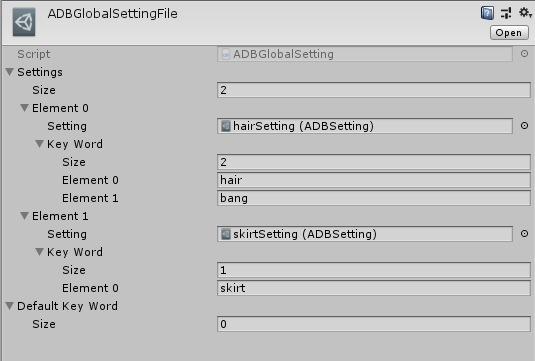 ADBGlobalSettingFile
Open
Script ADBGlobalSetting
Settings
Size 2
Element 0
Setting hairSetting (ADBSetting)
Key Word
Size 2
Element 0 hair
Element 1 bang
Element 1
Setting skirtSetting (ADBSetting)
Key Word
Size 1
Element 0 skirt
Default Key Word
Size 0